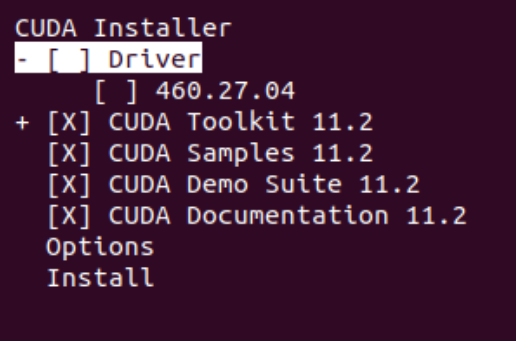 CUDA Installer
- [ ] Driver
[ ] 460.27.04
+ [X] CUDA Toolkit 11.2
[X] CUDA Samples 11.2
[X] CUDA Demo Suite 11.2
[X] CUDA Documentation 11.2
Options
Install